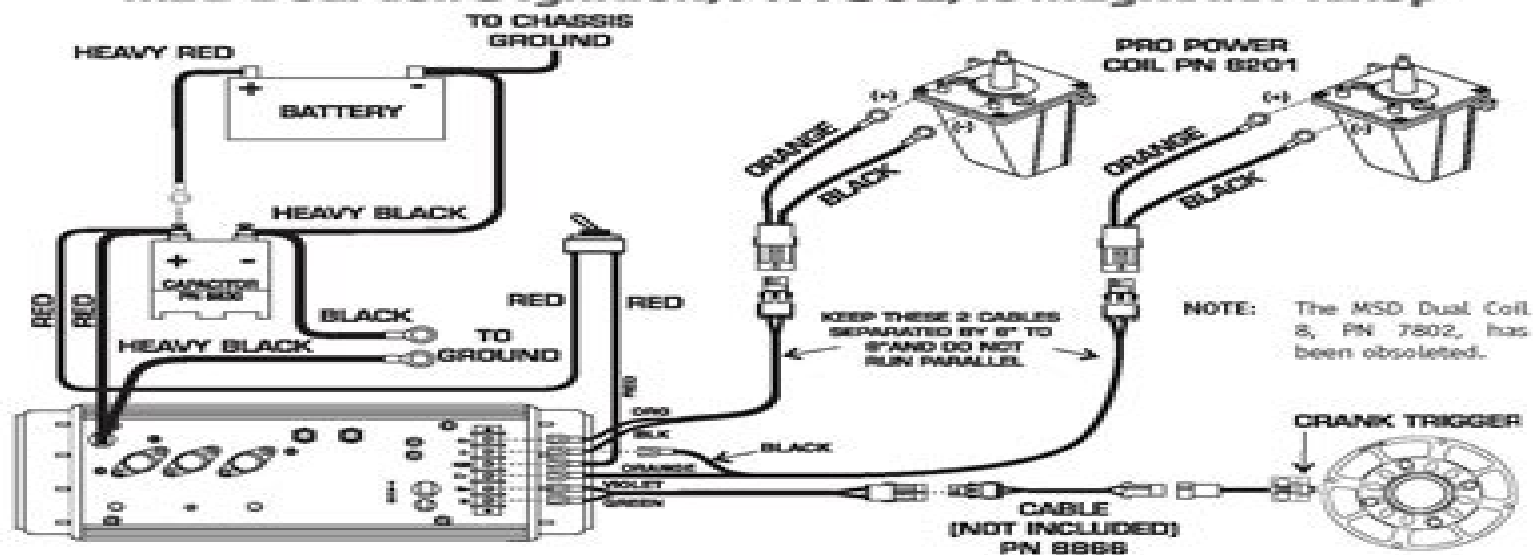 TO CHASSIS
GROUND
HEAVY RED
BATTERY
+
-
PRO POWER
COIL PN 8201
(+)
(-)
ORANGE
BLACK
(+)
(-)
ORANGE
BLACK
HEAVY BLACK
+ -
CAPACITOR
RED
RED
BLACK
TO
GROUND
HEAVY BLACK
RED
RED
RED
KEEP THESE 2 CABLES
SEPARATED BY 6" TO
8" AND DO NOT
RUN PARALLEL
NOTE: The MSD Dual Coil
8, PN 7802, has
been obsoleted.
ORG
BLK
BLACK
ORANGE
VIOLET
GREEN
CRANK TRIGGER
CABLE
(NOT INCLUDED)
PN 8866